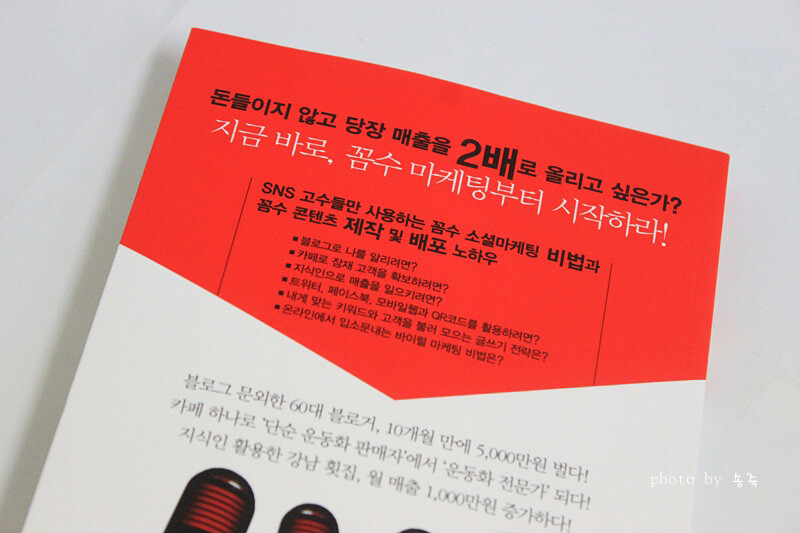 돈들이지 않고 당장 매출을 2배로 올리고 싶은가?
지금 바로, 꼼수 마케팅부터 시작하라!
SNS 고수들만 사용하는 꼼수 소셜마케팅 비법과
꼼수 콘텐츠 제작 및 배포 노하우
■ 블로그로 나를 알리려면?
■ 카페로 잠재 고객을 확보하려면?
■ 지식인으로 매출을 일으키려면?
■ 트위터, 페이스북, 모바일웹과 QR코드를 활용하려면?
■ 내게 맞는 키워드와 고객을 불러 모으는 글쓰기 전략은?
■ 온라인에서 입소문내는 바이럴 마케팅 비법은?
블로그 문외한 60대 블로거, 10개월 만에 5,000만원 벌다!
카페 하나로 '단순 운동화 판매자'에서 '운동화 전문가' 되다!
지식인 활용한 강남 횟집, 월 매출 1,000만원 증가하다!
photo by 동죽